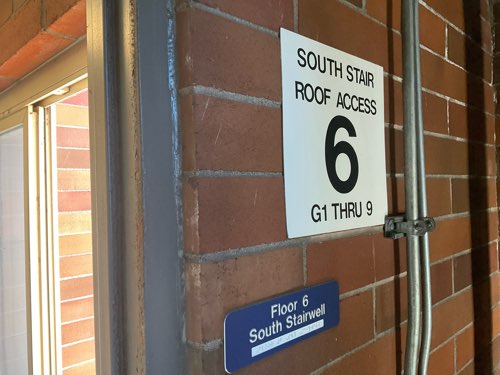 SOUTH STAIR
ROOF ACCESS
6
G1 THRU 9
Floor 6
South Stairwell